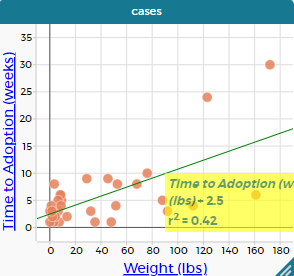 cases
Time to Adoption (weeks)
35
30
25
20
15
10
5
0
Time to Adoption (w
(lbs) + 2.5
r² = 0.42
0 20 40 60 80 100 120 140 160 180
Weight (lbs)